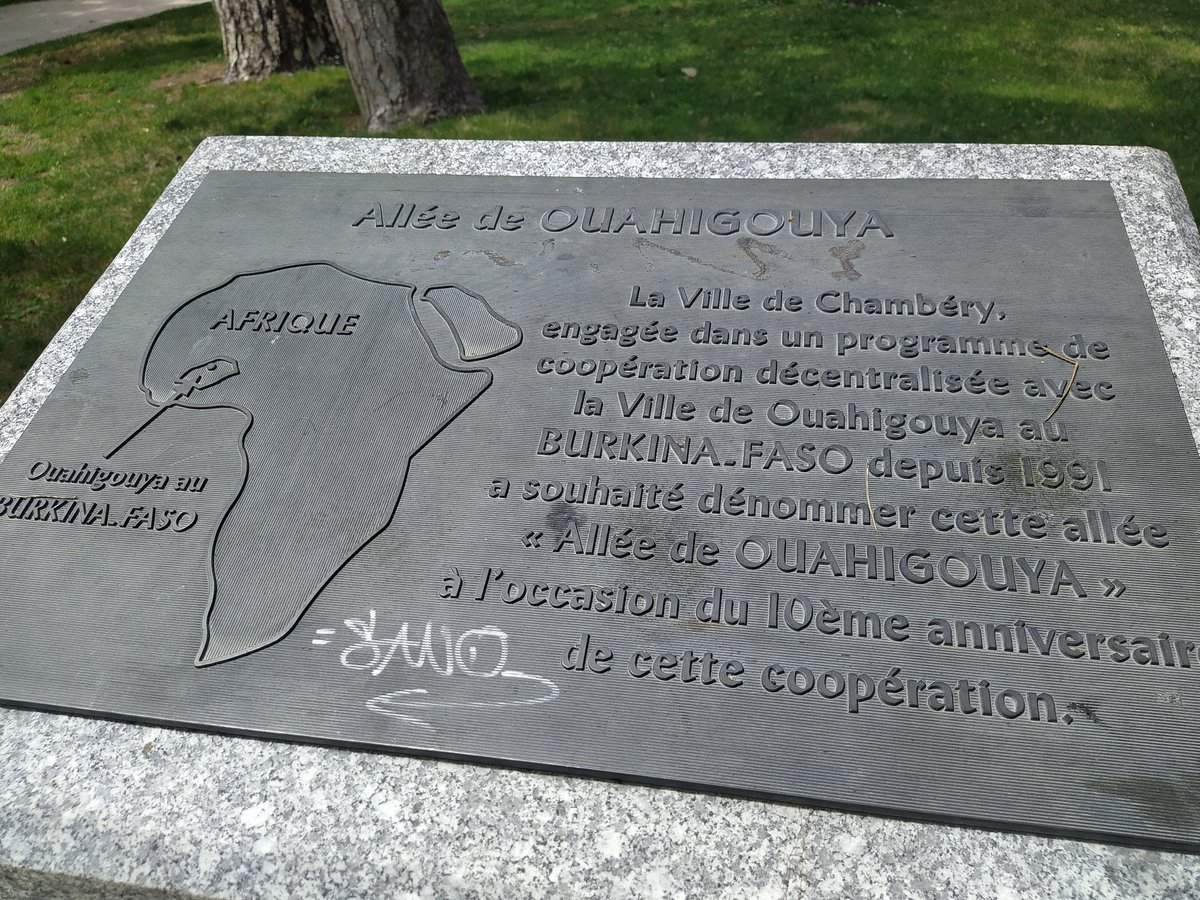 Allée de OUAHIGOUYA
AFRIQUE
Ouahigouya au
BURKINA-FASO
La Ville de Chambéry,
engagée dans un programme de
coopération décentralisée avec
la Ville de Ouahigouya au
BURKINA-FASO depuis 1991
a souhaité dénommer cette allée
« Allée de OUAHIGOUYA »
à l'occasion du 10ème anniversaire
de cette coopération.